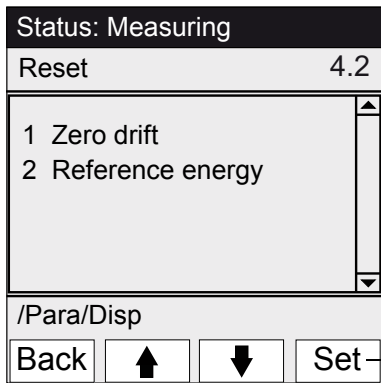 Status: Measuring
Reset 4.2
1 Zero drift
2 Reference energy
/Para/Disp
Back Set